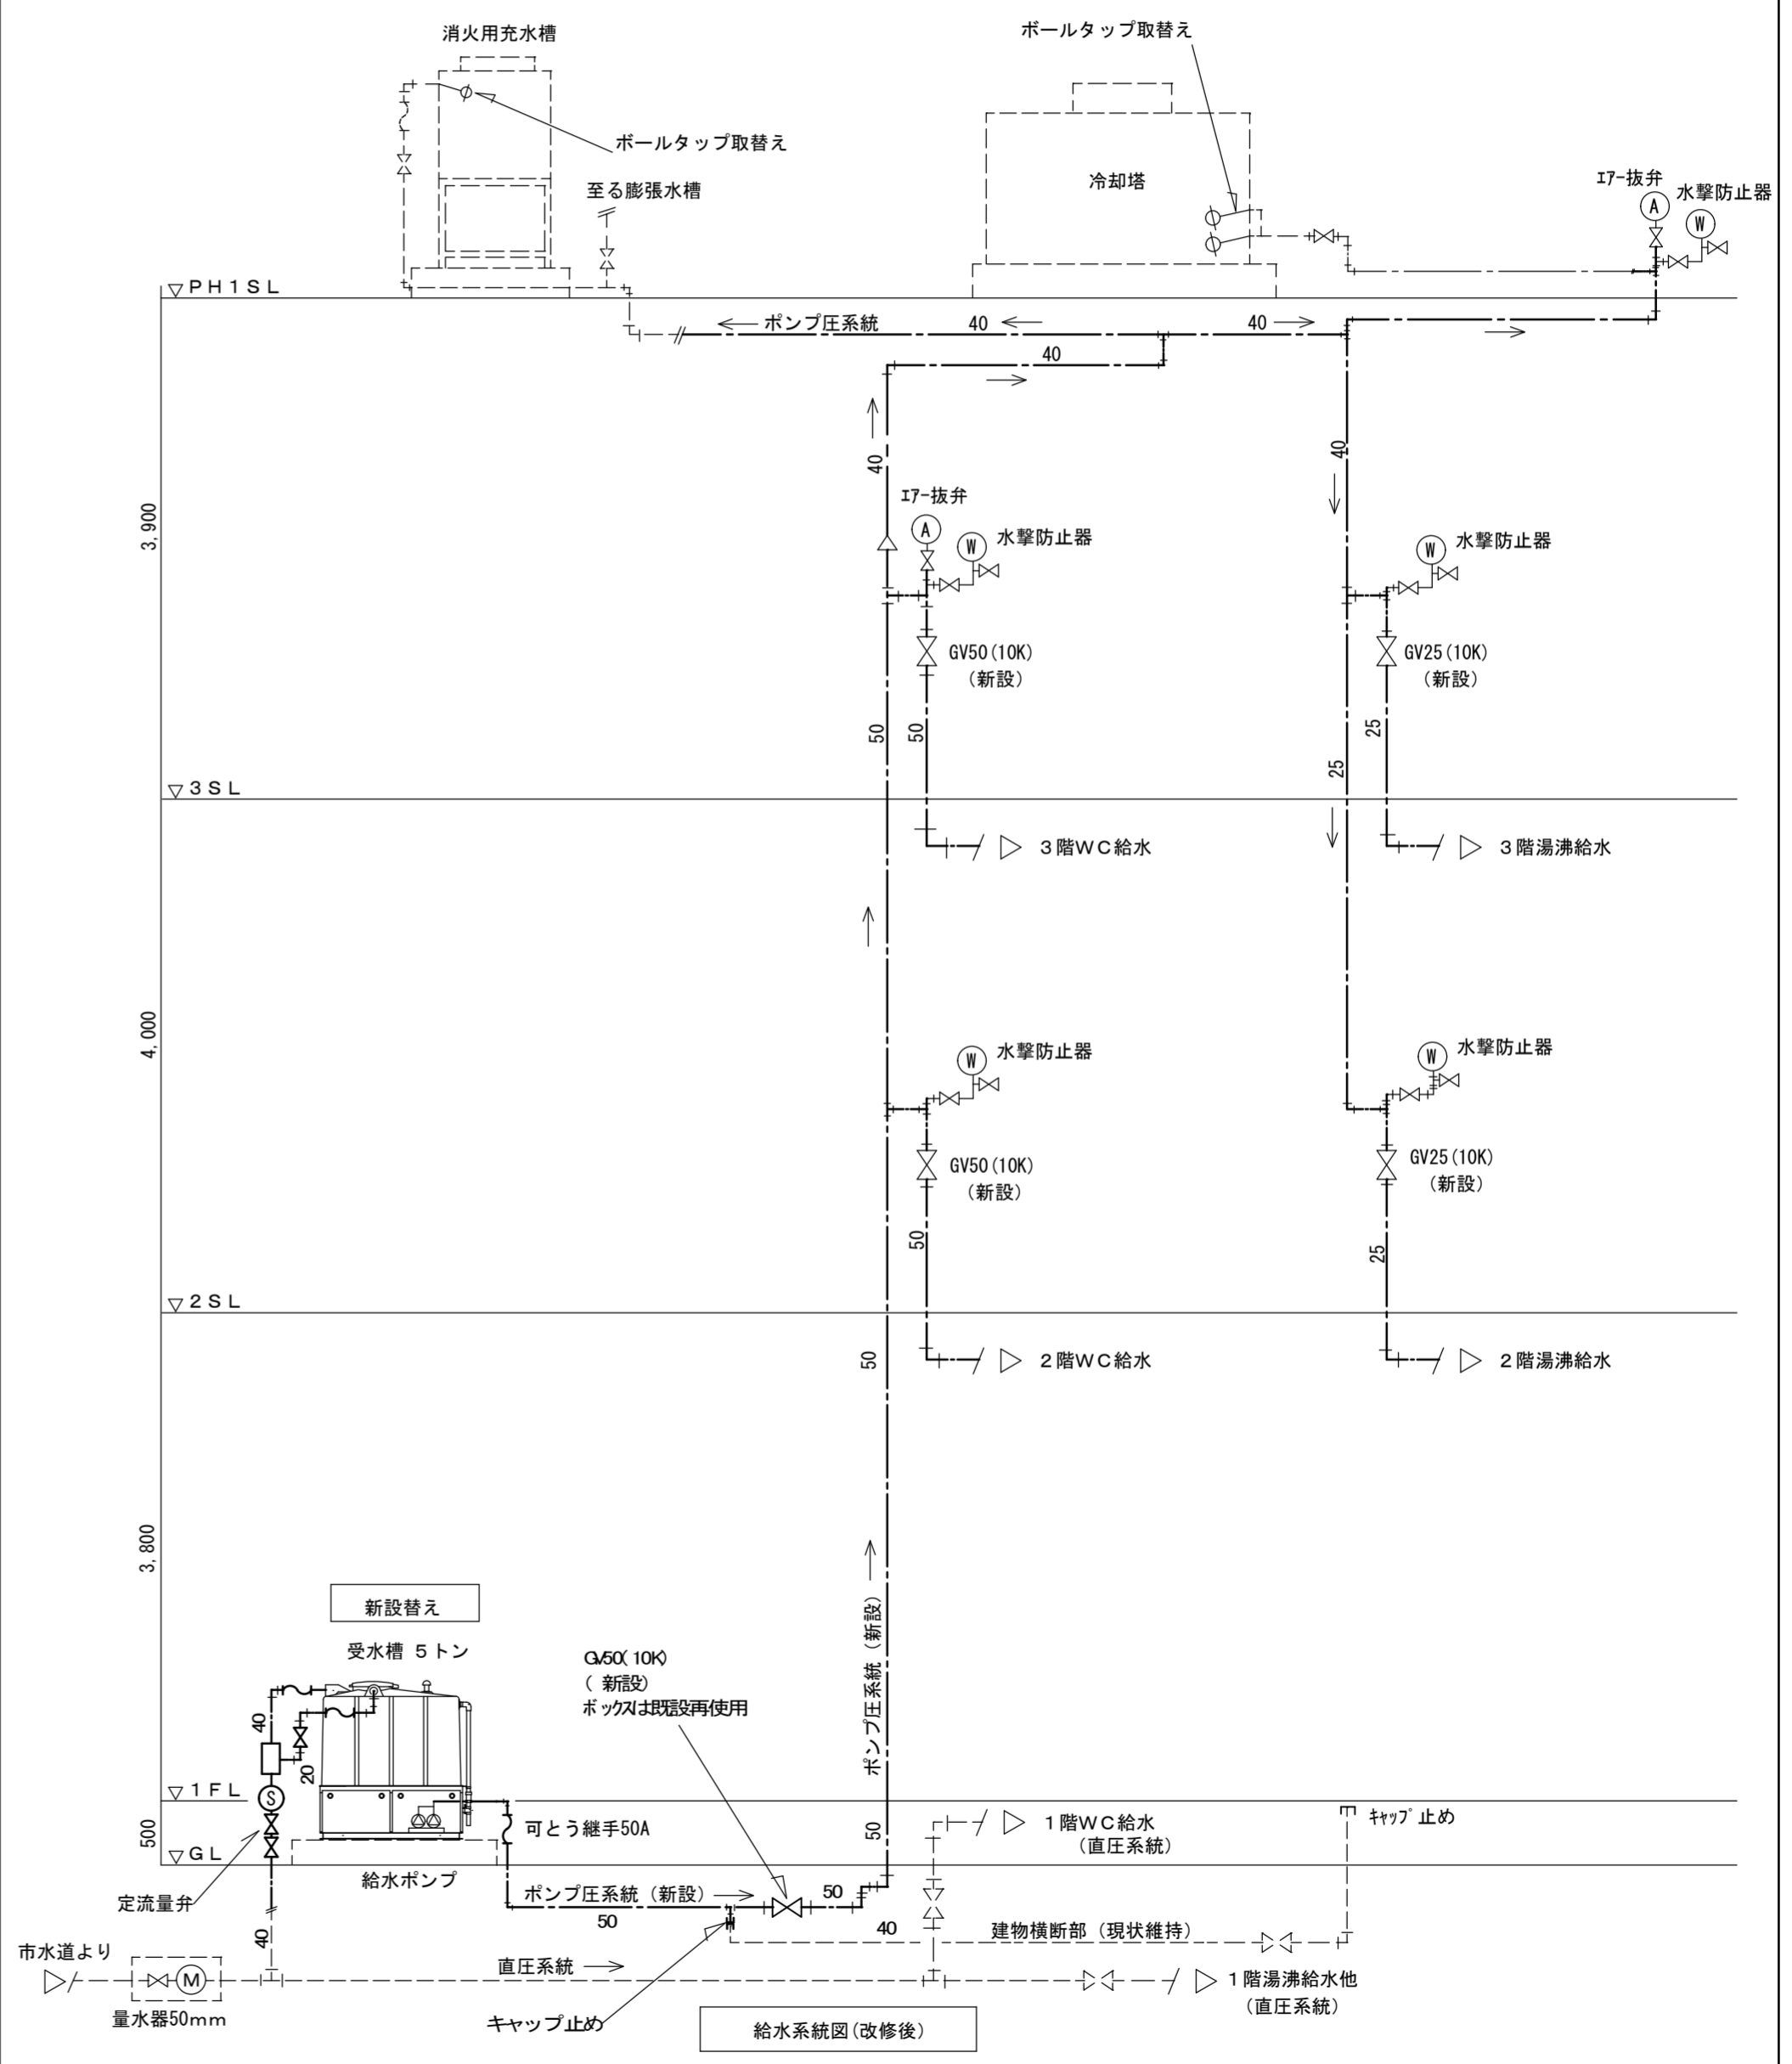 消火用充水槽
ボールタップ取替え
ボールタップ取替え
至る膨張水槽
冷却塔
ｴｱｰ抜弁
水撃防止器
A
W
PH1SL
ポンプ圧系統
40
40
40
40
40
3,900
ｴｱｰ抜弁
A
W
水撃防止器
W
水撃防止器
GV50(10K)
（新設）
GV25(10K)
（新設）
50
50
25
25
3SL
3階WC給水
3階湯沸給水
4,000
W
水撃防止器
W
水撃防止器
GV50(10K)
（新設）
GV25(10K)
（新設）
50
25
2SL
50
2階WC給水
2階湯沸給水
3,800
新設替え
受水槽 5トン
GV50(10K)
(新設)
ボックスは既設再使用
ポンプ圧系統（新設）
40
20
S
1FL
500
可とう継手50A
50
1階WC給水
（直圧系統）
ｷｬｯﾌﾟ止め
GL
給水ポンプ
定流量弁
ポンプ圧系統（新設）
50
50
40
建物横断部（現状維持）
40
市水道より
M
量水器50mm
直圧系統
1階湯沸給水他
（直圧系統）
キャップ止め
給水系統図(改修後)